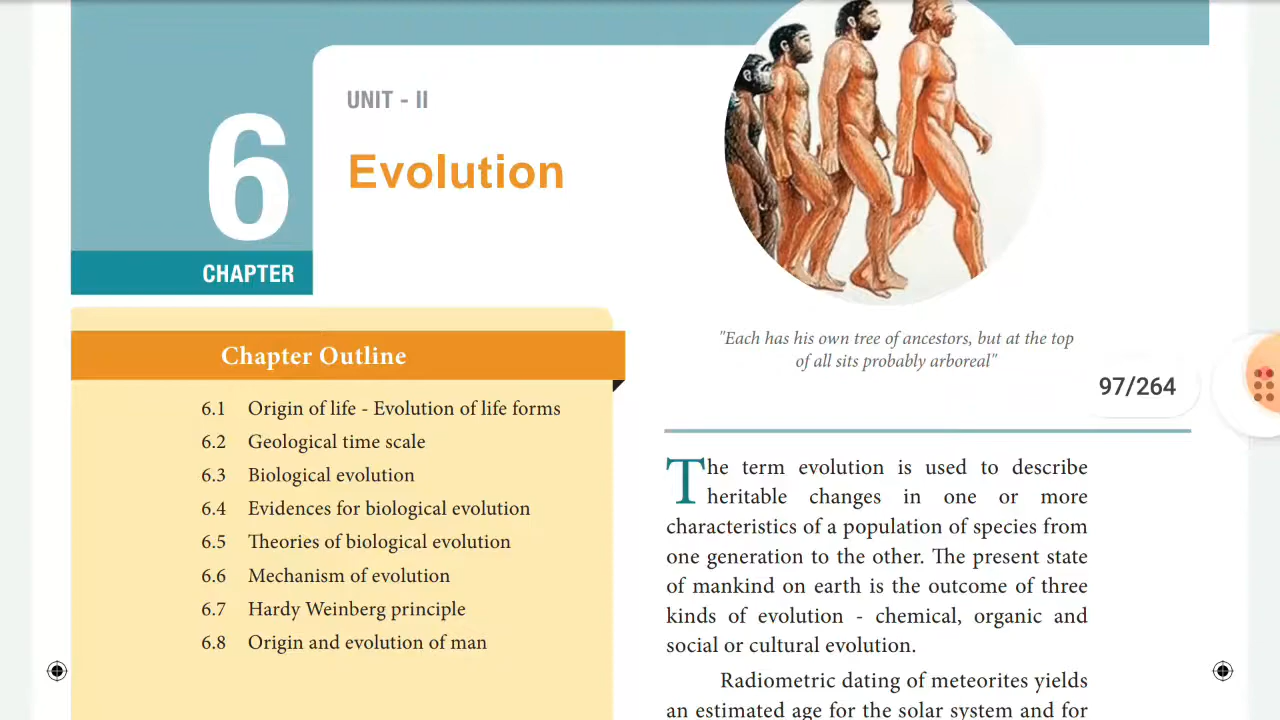 6
CHAPTER
UNIT - II
Evolution
"Each has his own tree of ancestors, but at the top
of all sits probably arboreal"
97/264
Chapter Outline
6.1 Origin of life - Evolution of life forms
6.2 Geological time scale
6.3 Biological evolution
6.4 Evidences for biological evolution
6.5 Theories of biological evolution
6.6 Mechanism of evolution
6.7 Hardy Weinberg principle
6.8 Origin and evolution of man
The term evolution is used to describe
heritable changes in one or more
characteristics of a population of species from
one generation to the other. The present state
of mankind on earth is the outcome of three
kinds of evolution - chemical, organic and
social or cultural evolution.
Radiometric dating of meteorites yields
an estimated age for the solar system and for